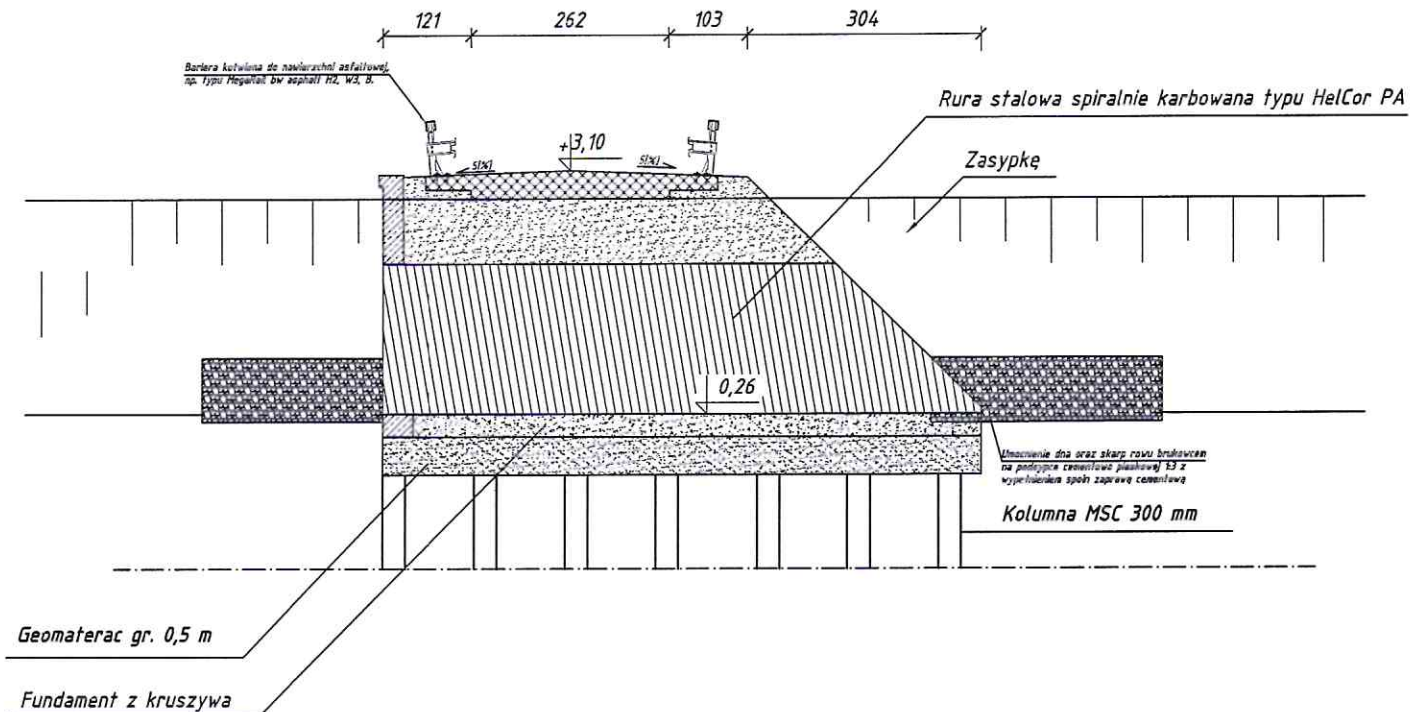 121 262 103 304
Bariera kotwiona do nawierzchni asfaltowej,
np. typu MegaRail bw asphalt H2, W3, B.
Rura stalowa spiralnie karbowana typu HelCor PA
+3,10
S[%] S[%]
Zasypkę
0,26
Umocnienie dna oraz skarp rowu brukowcem
na podsypce cementowo piaskowej 1:3 z
wypełnieniem spoin zaprawą cementową
Kolumna MSC 300 mm
Geomaterac gr. 0,5 m
Fundament z kruszywa